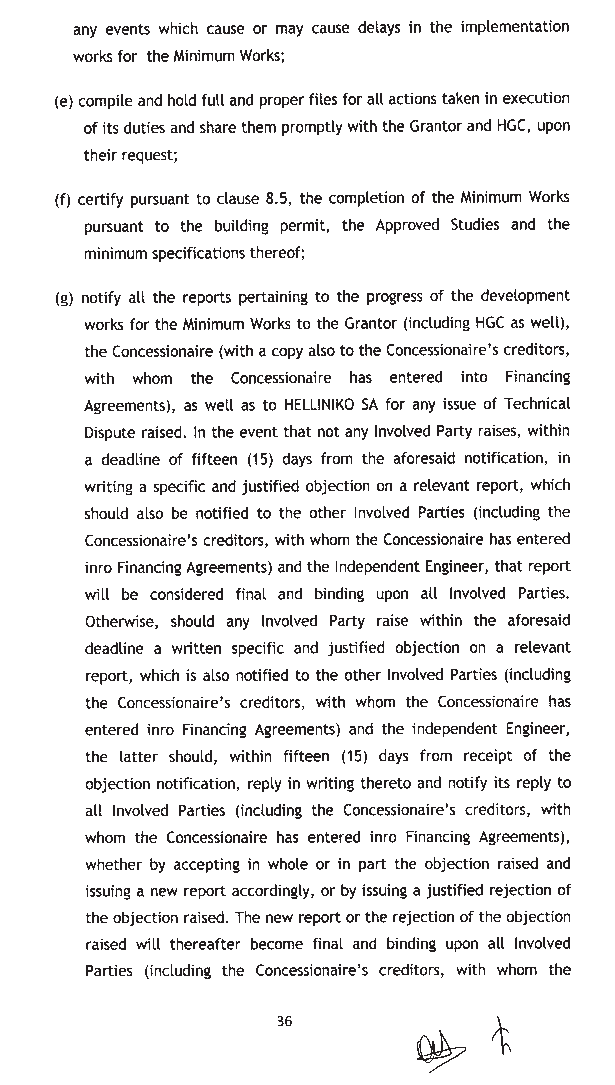 any events which cause or may cause delays in the implementation
works for the Minimum Works;
(e) compile and hold full and proper files for all actions taken in execution
of its duties and share them promptly with the Grantor and HGC, upon
their request;
(f) certify pursuant to clause 8.5, the completion of the Minimum Works
pursuant to the building permit, the Approved Studies and the
minimum specifications thereof;
(g) notify all the reports pertaining to the progress of the development
works for the Minimum Works to the Grantor (including HGC as well),
the Concessionaire (with a copy also to the Concessionaire's creditors,
with whom the Concessionaire has entered into Financing
Agreements), as well as to HELLINIKO SA for any issue of Technical
Dispute raised. In the event that not any Involved Party raises, within
a deadline of fifteen (15) days from the aforesaid notification, in
writing a specific and justified objection on a relevant report, which
should also be notified to the other Involved Parties (including the
Concessionaire's creditors, with whom the Concessionaire has entered
inro Financing Agreements) and the Independent Engineer, that report
will be considered final and binding upon all Involved Parties.
Otherwise, should any Involved Party raise within the aforesaid
deadline a written specific and justified objection on a relevant
report, which is also notified to the other Involved Parties (including
the Concessionaire's creditors, with whom the Concessionaire has
entered inro Financing Agreements) and the independent Engineer,
the latter should, within fifteen (15) days from receipt of the
objection notification, reply in writing thereto and notify its reply to
all Involved Parties (including the Concessionaire's creditors, with
whom the Concessionaire has entered inro Financing Agreements),
whether by accepting in whole or in part the objection raised and
issuing a new report accordingly, or by issuing a justified rejection of
the objection raised. The new report or the rejection of the objection
raised will thereafter become final and binding upon all Involved
Parties (including the Concessionaire's creditors, with whom the
36